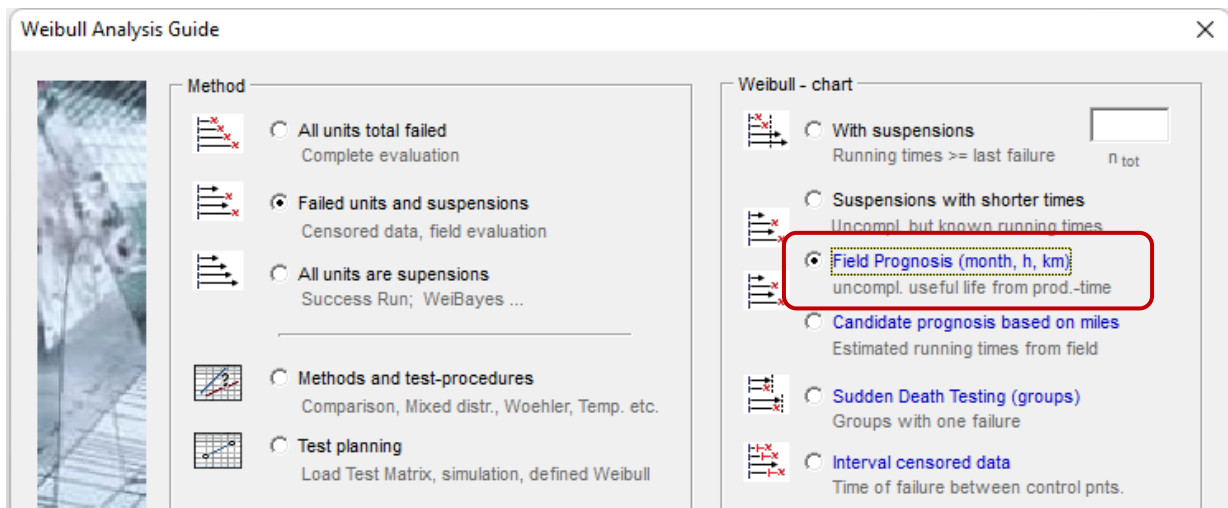 Weibull Analysis Guide
Method
All units total failed
Complete evaluation
Failed units and suspensions
Censored data, field evaluation
All units are supensions
Success Run; WeiBayes ...
Methods and test-procedures
Comparison, Mixed distr., Woehler, Temp. etc.
Test planning
Load Test Matrix, simulation, defined Weibull
Weibull - chart
With suspensions
Running times >= last failure
n tot
Suspensions with shorter times
Uncompl. but known running times
Field Prognosis (month, h, km)
uncompl. useful life from prod.-time
Candidate prognosis based on miles
Estimated running times from field
Sudden Death Testing (groups)
Groups with one failure
Interval censored data
Time of failure between control pnts.